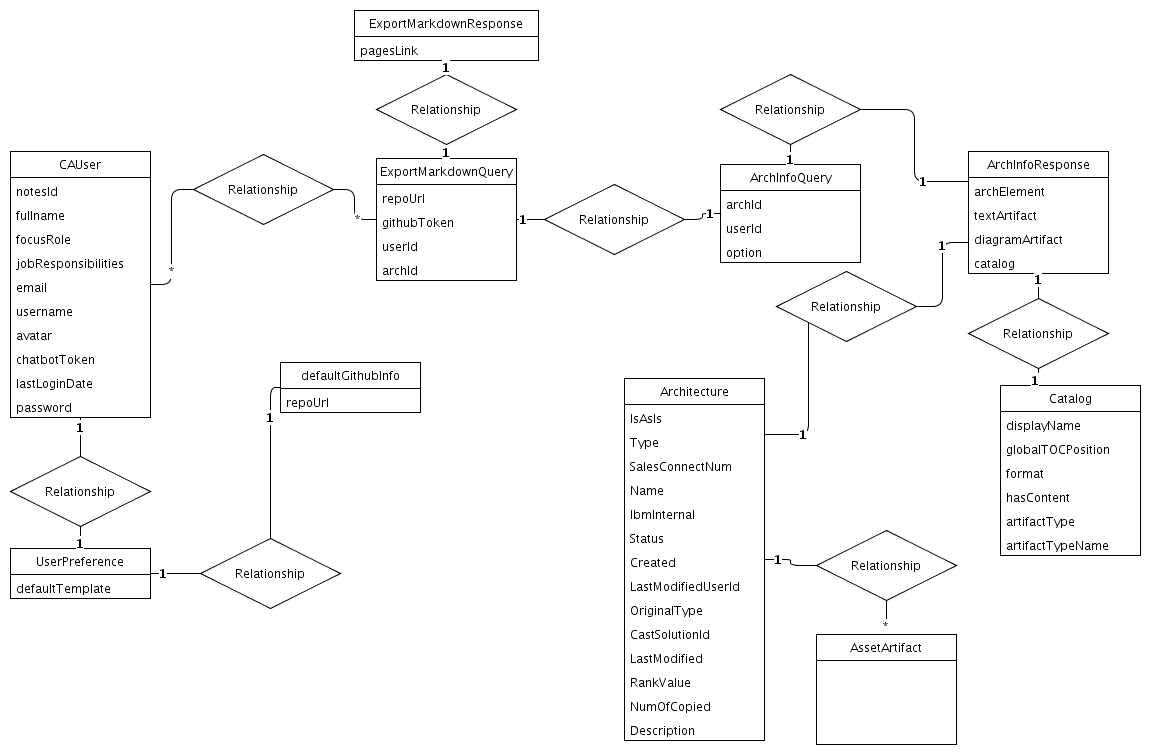 ExportMarkdownResponse
pagesLink
1
Relationship
1
ExportMarkdownQuery
repoUrl
githubToken
userId
archId
CAUser
notesId
fullname
focusRole
jobResponsibilities
email
username
avatar
chatbotToken
lastLoginDate
password
*
Relationship
*
1
Relationship
1
Relationship
1
ArchInfoQuery
archId
userId
option
1
ArchInfoResponse
archElement
textArtifact
diagramArtifact
catalog
1
Relationship
1
1
Relationship
1
Catalog
displayName
globalTOCPosition
format
hasContent
artifactType
artifactTypeName
defaultGithubInfo
repoUrl
1
Relationship
1
1
Relationship
1
UserPreference
defaultTemplate
Architecture
IsAsIs
Type
SalesConnectNum
Name
IbmInternal
Status
Created
LastModifiedUserId
OriginalType
CastSolutionId
LastModified
RankValue
NumOfCopied
Description
1
Relationship
*
AssetArtifact